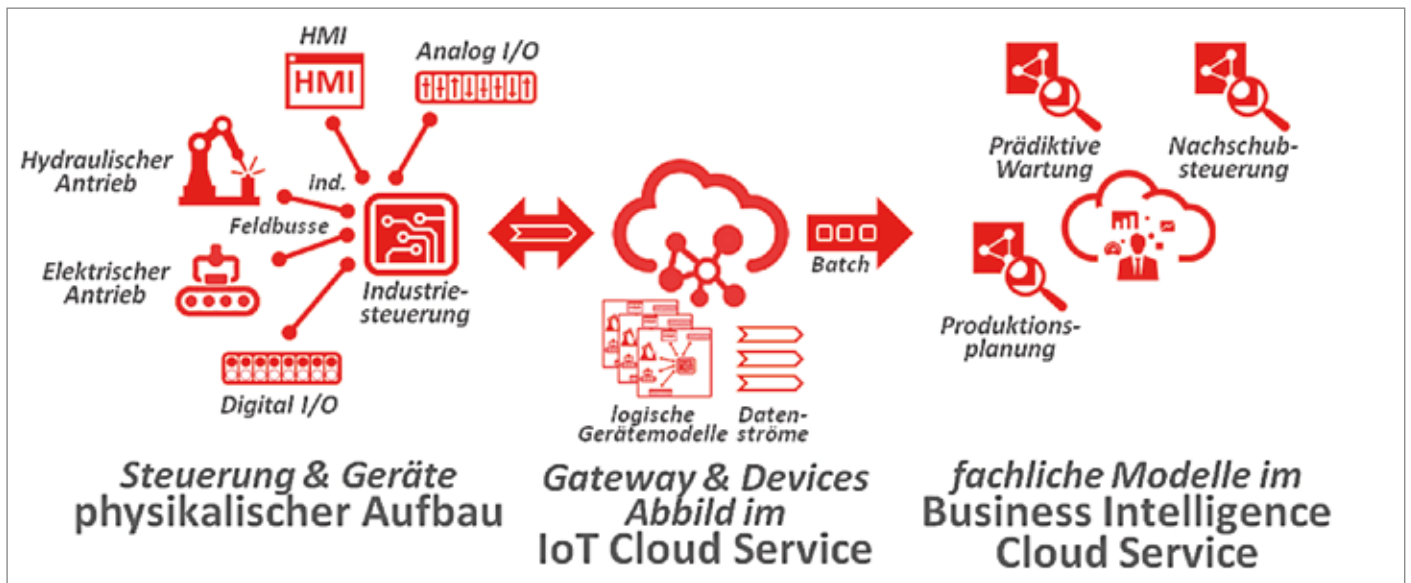 HMI
HMI
Analog I/O
Hydraulischer
Antrieb
ind.
Feldbusse
Elektrischer
Antrieb
Industrie-
steuerung
Digital I/O
Steuerung & Geräte
physikalischer Aufbau
logische
Gerätemodelle
Daten-
ströme
Gateway & Devices
Abbild im
IoT Cloud Service
Batch
Prädiktive
Wartung
Nachschub-
steuerung
Produktions-
planung
fachliche Modelle im
Business Intelligence
Cloud Service